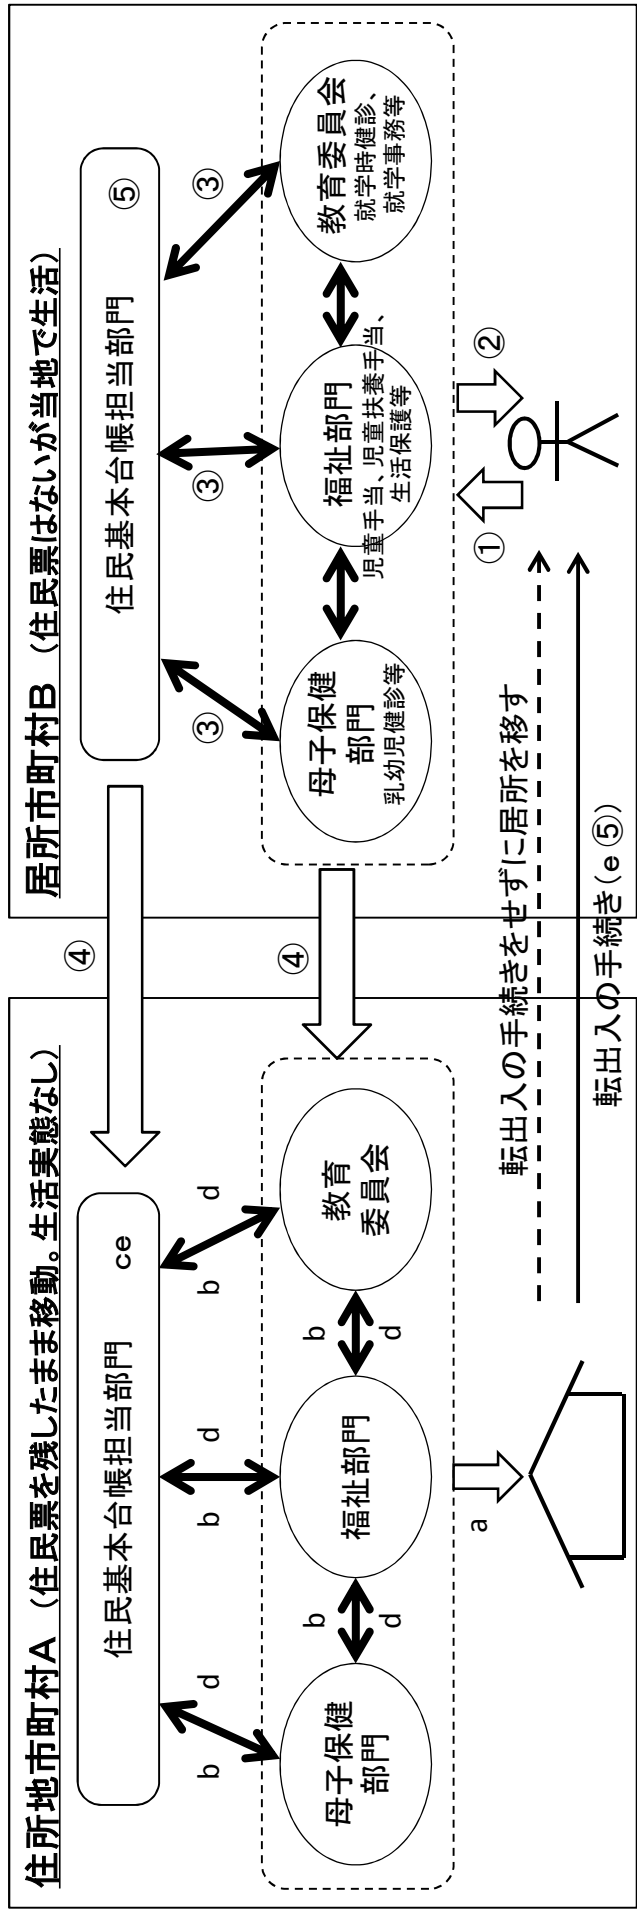 住所地市町村A（住民票を残したまま移動。生活実態なし）
住民基本台帳担当部門
ce
b
d
b
d
b
d
母子保健
部門
b
d
福祉部門
b
d
教育
委員会
a
④
④
居所市町村B（住民票はないが当地で生活）
住民基本台帳担当部門
⑤
③
③
③
母子保健
部門
乳幼児健診等
福祉部門
児童手当、児童扶養手当、
生活保護等
教育委員会
就学時健診、
就学事務等
①
②
転出入の手続きをせずに居所を移す
転出入の手続き（e⑤）